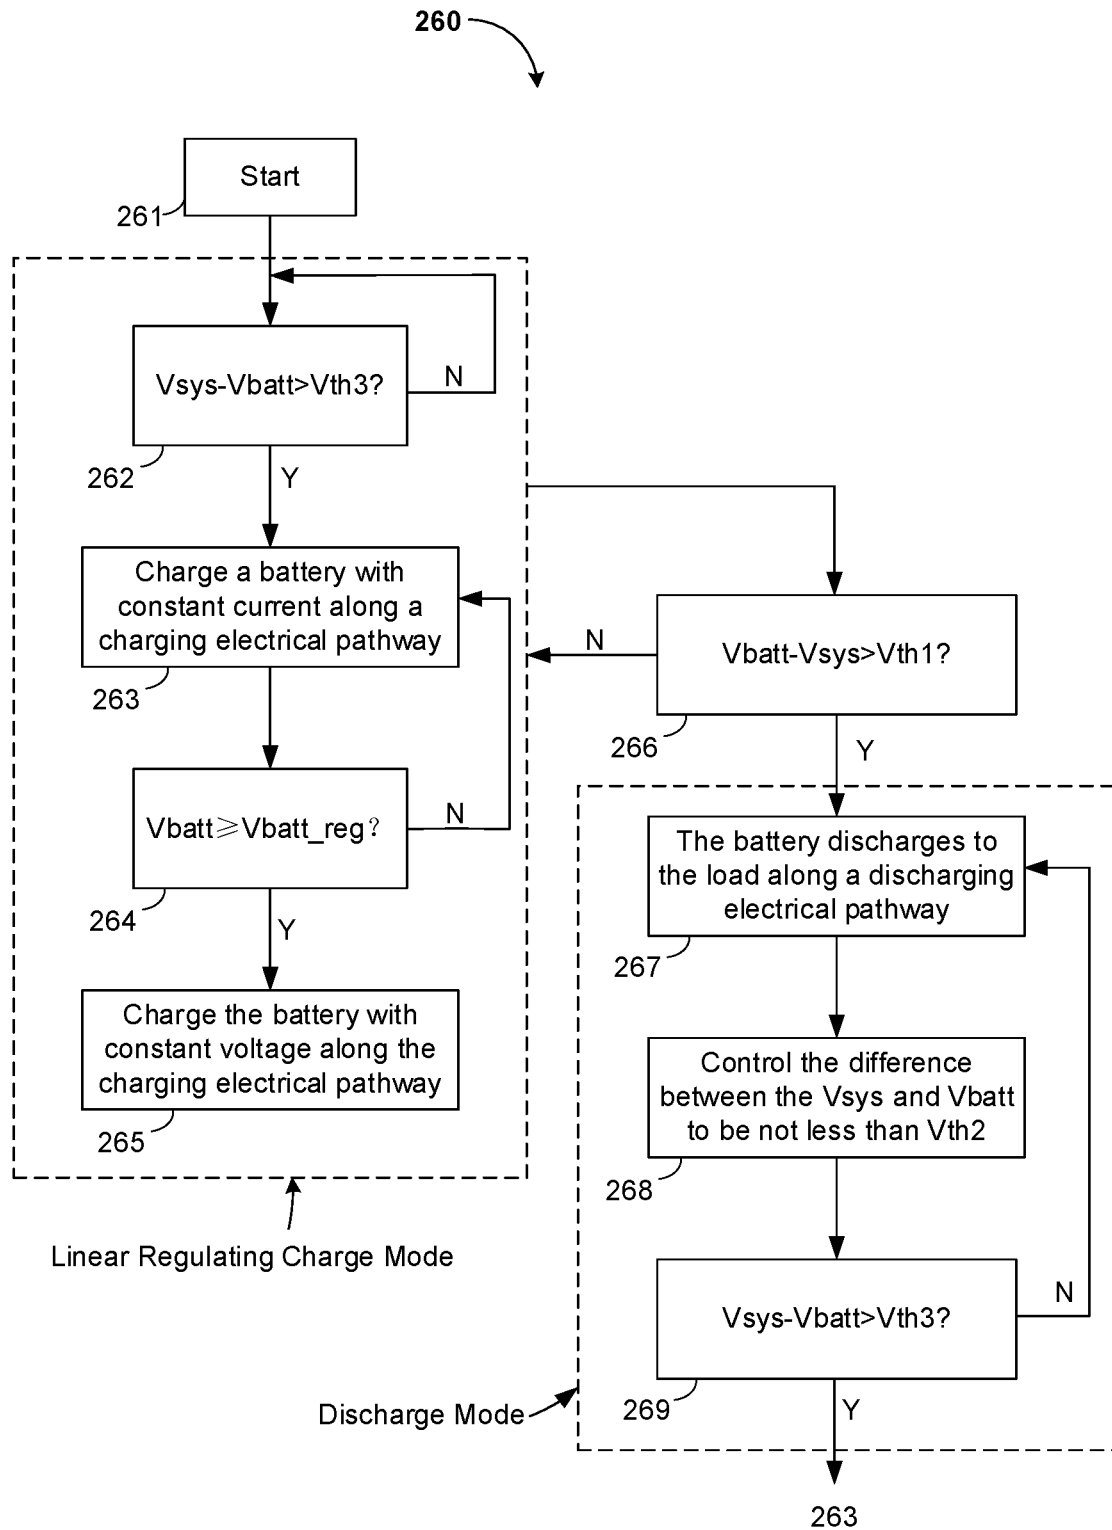 260
Start
261
Vsys-Vbatt>Vth3?
N
262
Y
Charge a battery with
constant current along a
charging electrical pathway
263
N
Vbatt-Vsys>Vth1?
266
Y
Vbatt⩾Vbatt_reg?
N
264
Y
The battery discharges to
the load along a discharging
electrical pathway
267
Charge the battery with
constant voltage along the
charging electrical pathway
265
Control the difference
between the Vsys and Vbatt
to be not less than Vth2
268
Linear Regulating Charge Mode
Vsys-Vbatt>Vth3?
N
269
Y
Discharge Mode
263